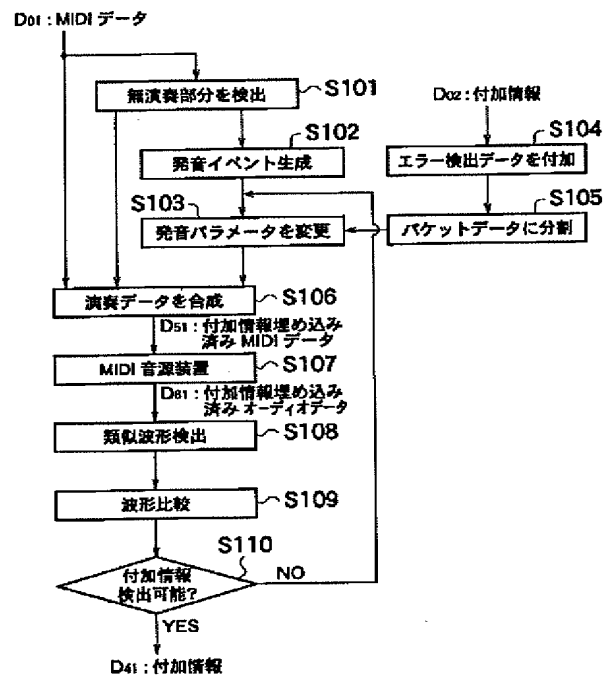 D01 : MIDI データ
無演奏部分を検出
S101
D02 : 付加情報
S102
発音イベント生成
S104
エラー検出データを付加
S103
発音パラメータを変更
S105
パケットデータに分割
演奏データを合成
S106
D51 : 付加情報埋め込み
済み MIDI データ
MIDI 音源装置
S107
D61 : 付加情報埋め込み
済み オーディオデータ
類似波形検出
S108
波形比較
S109
S110
付加情報
検出可能?
NO
YES
D41 : 付加情報